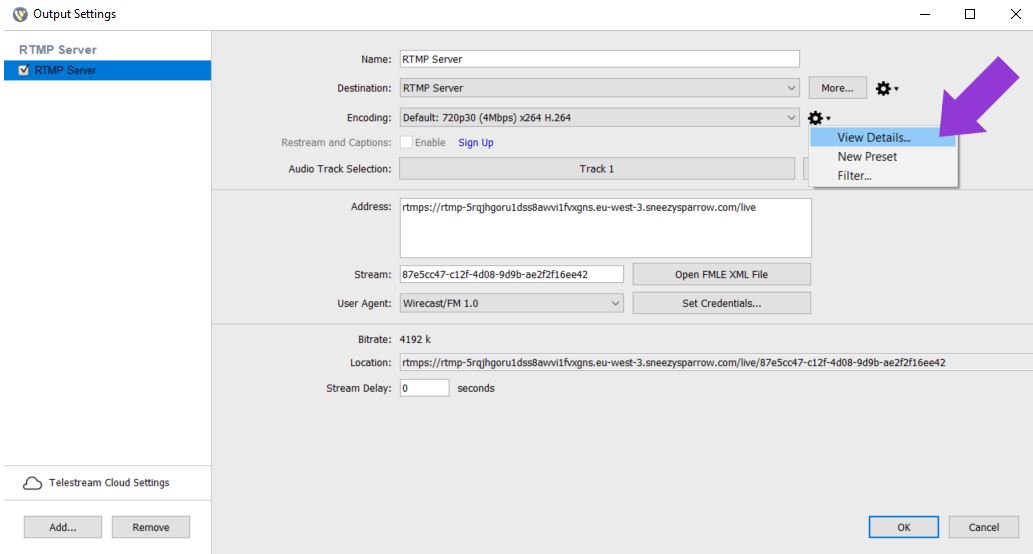 Output Settings
RTMP Server
RTMP Server
Name: RTMP Server
Destination: RTMP Server More...
Encoding: Default: 720p30 (4Mbps) x264 H.264
View Details...
New Preset
Filter...
Restream and Captions: Enable Sign Up
Audio Track Selection: Track 1
Address: rtmps://rtmp-5rqjhgoru1dss8awvi1fvxgns.eu-west-3.sneezysparrow.com/live
Stream: 87e5cc47-c12f-4d08-9d9b-ae2f2f16ee42 Open FMLE XML File
User Agent: Wirecast/FM 1.0 Set Credentials...
Bitrate: 4192 k
Location: rtmps://rtmp-5rqjhgoru1dss8awvi1fvxgns.eu-west-3.sneezysparrow.com/live/87e5cc47-c12f-4d08-9d9b-ae2f2f16ee42
Stream Delay: 0 seconds
Telestream Cloud Settings
Add... Remove
OK Cancel